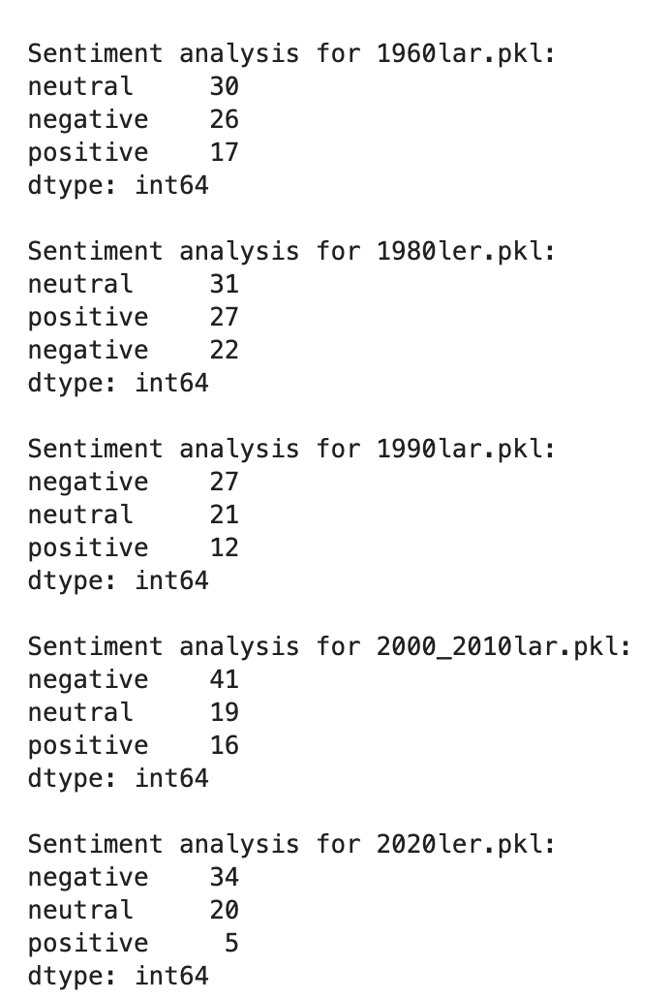 Sentiment analysis for 1960lar.pkl:
neutral     30
negative    26
positive    17
dtype: int64

Sentiment analysis for 1980ler.pkl:
neutral     31
positive    27
negative    22
dtype: int64

Sentiment analysis for 1990lar.pkl:
negative    27
neutral     21
positive    12
dtype: int64

Sentiment analysis for 2000_2010lar.pkl:
negative    41
neutral     19
positive    16
dtype: int64

Sentiment analysis for 2020ler.pkl:
negative    34
neutral     20
positive     5
dtype: int64